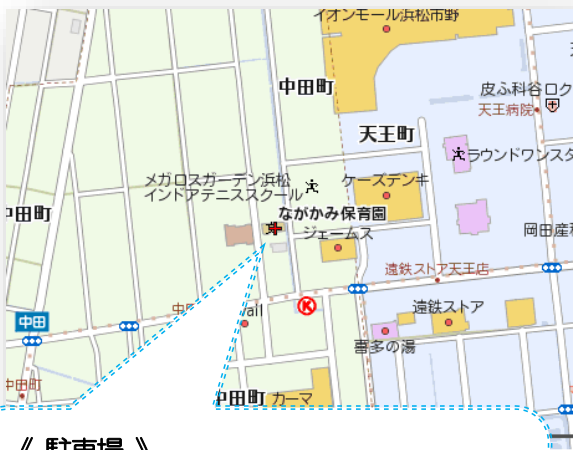 イオンモール浜松市野
中田町
皮ふ科谷口ク
天王病院
天王町
ラウンドワンスタ
メガロスガーデン浜松
インドアテニススクール
ケーズデンキ
中田町
ながかみ保育園
ジェームス
岡田産
遠鉄ストア天王店
K
遠鉄ストア
中田
喜多の湯
中田町
中田町
カーマ
《 駐車場 》